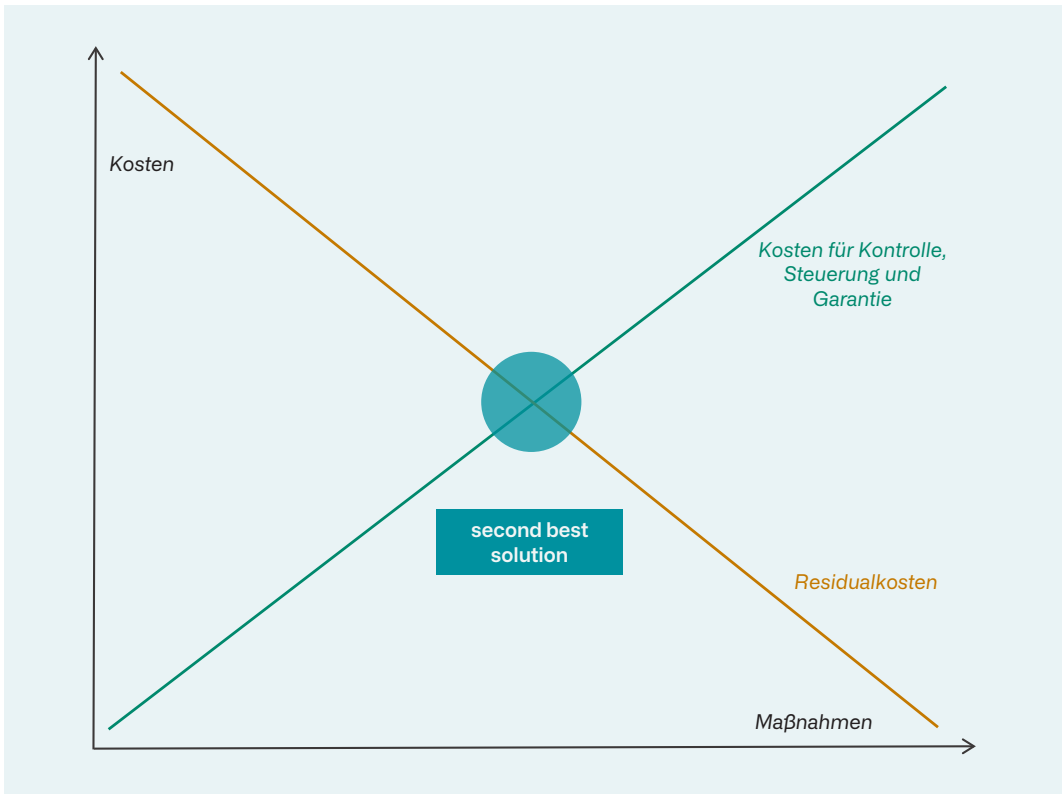 Kosten
Kosten für Kontrolle,
Steuerung und
Garantie
second best
solution
Residualkosten
Maßnahmen